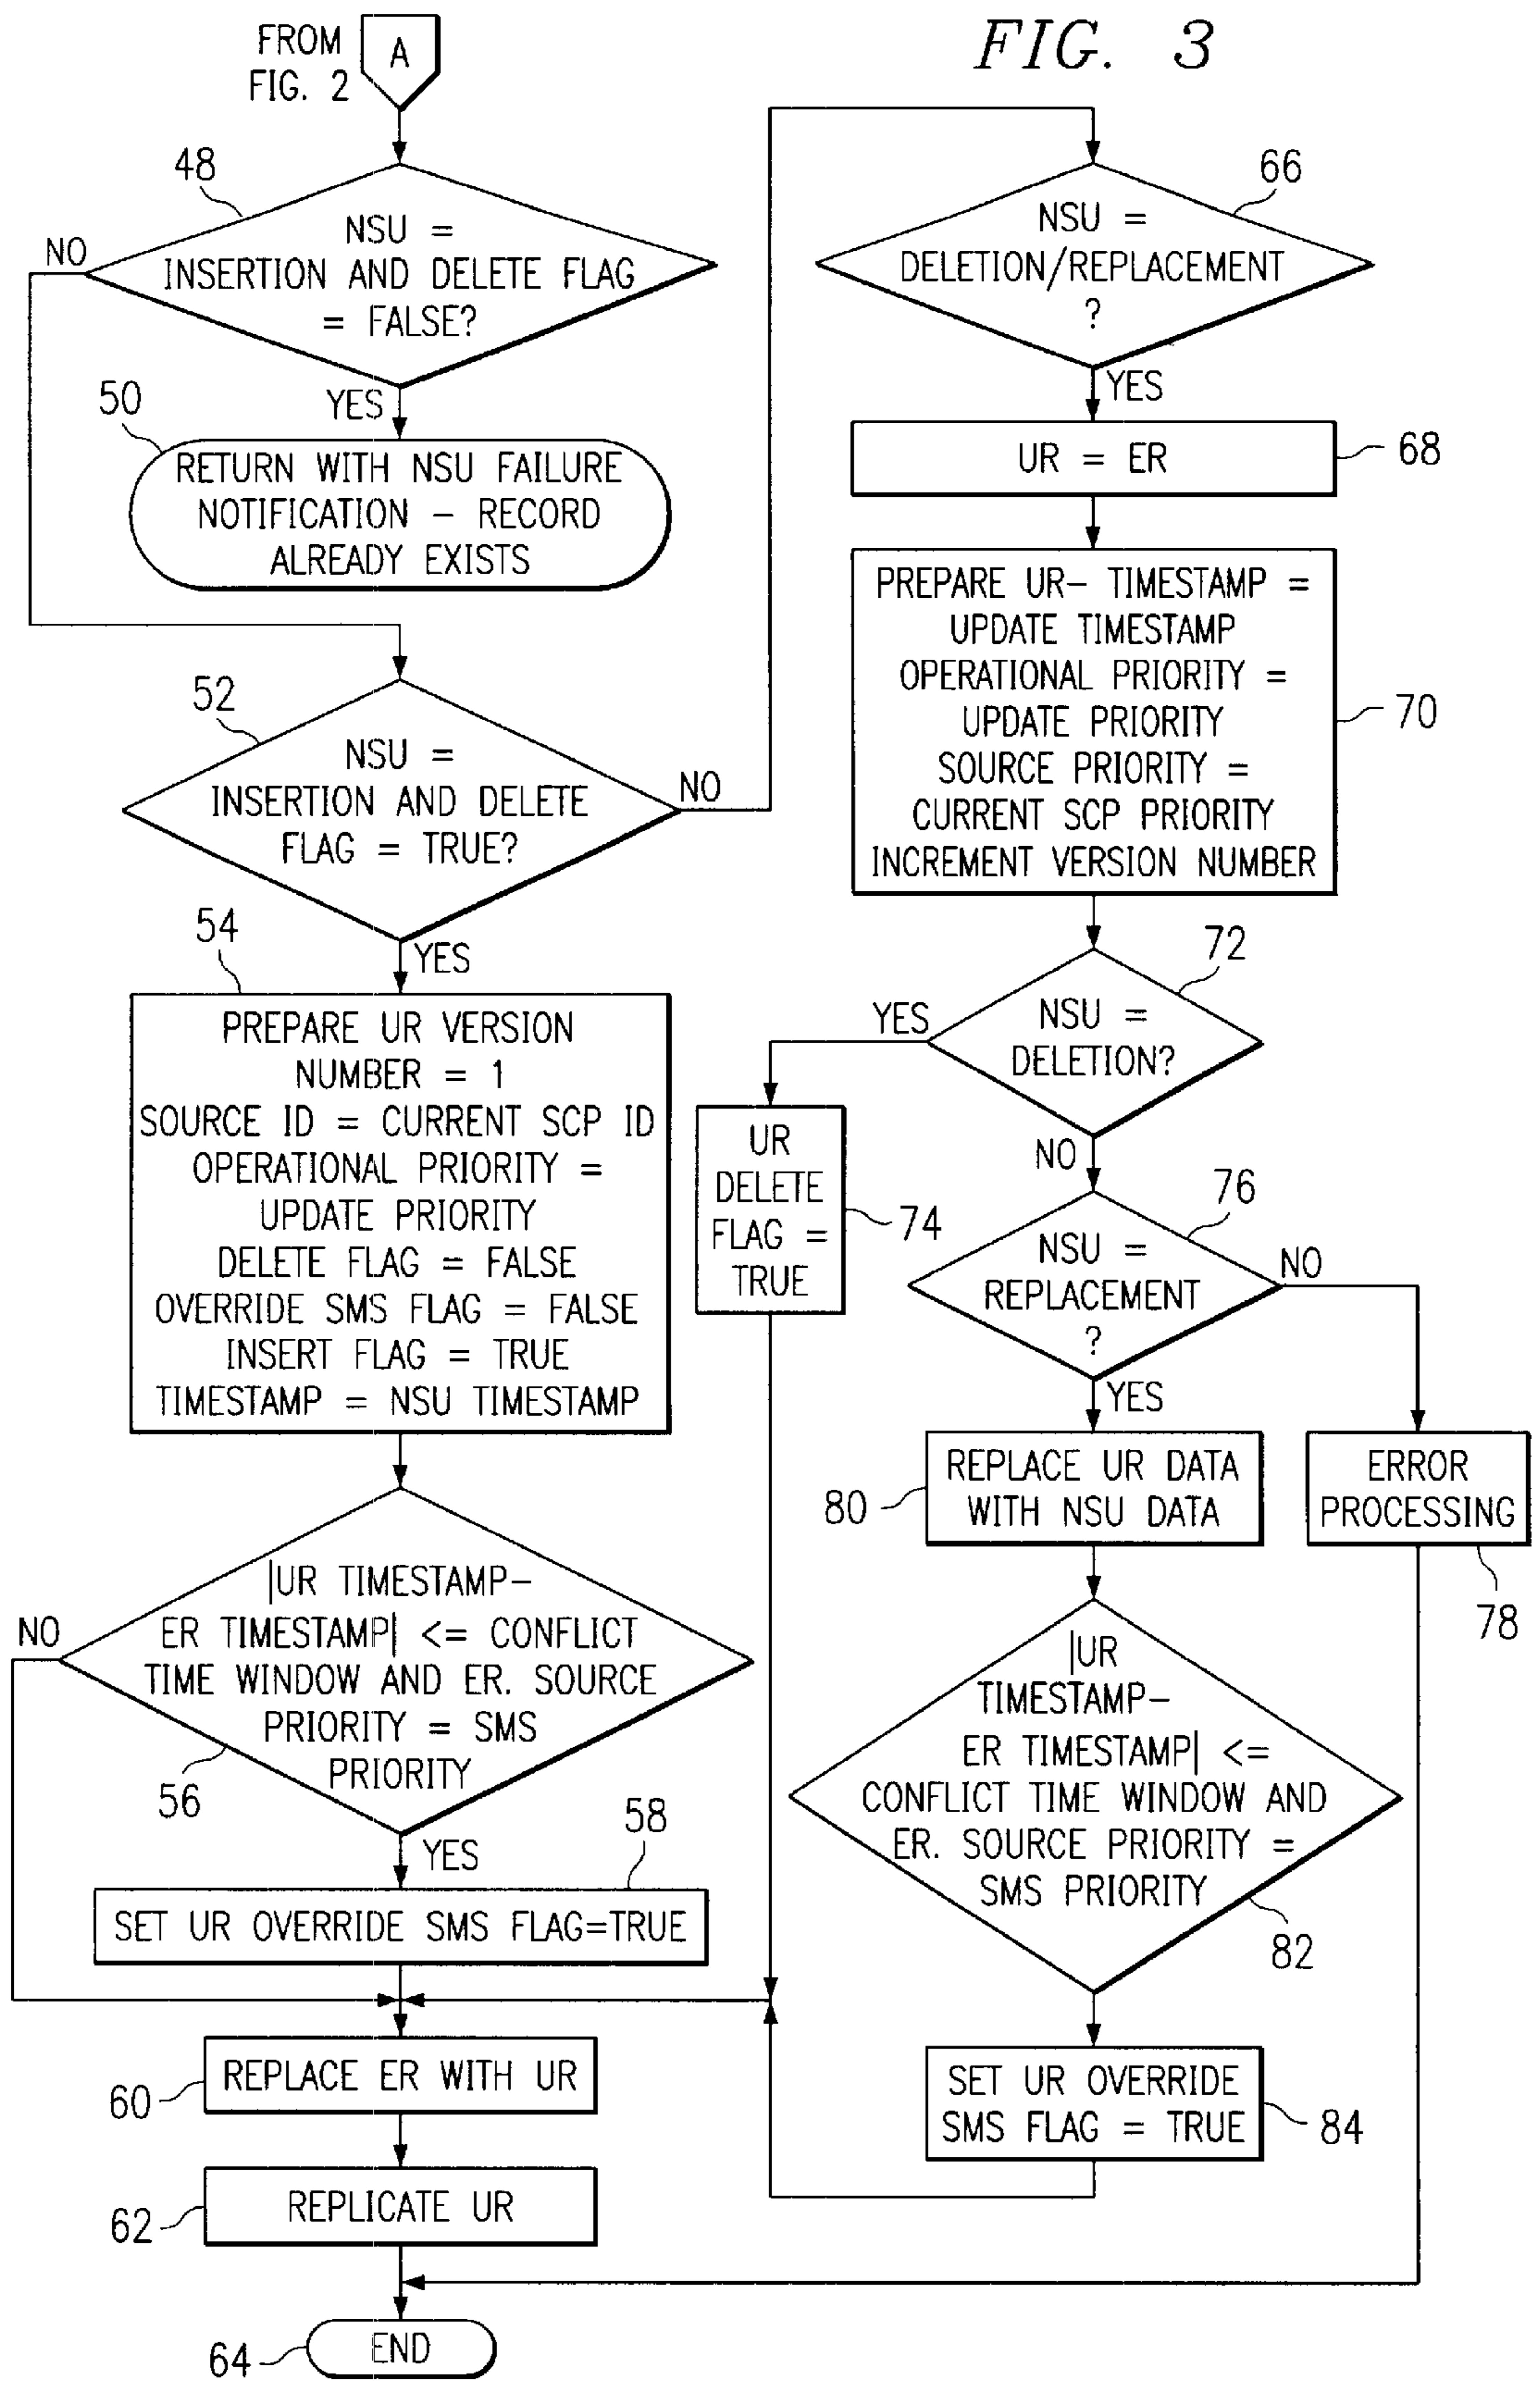 FROM
FIG. 2
A
FIG. 3
48
NSU =
INSERTION AND DELETE FLAG
= FALSE?
NO
YES
50
RETURN WITH NSU FAILURE
NOTIFICATION – RECORD
ALREADY EXISTS
52
NSU =
INSERTION AND DELETE
FLAG = TRUE?
NO
YES
54
PREPARE UR VERSION
NUMBER = 1
SOURCE ID = CURRENT SCP ID
OPERATIONAL PRIORITY =
UPDATE PRIORITY
DELETE FLAG = FALSE
OVERRIDE SMS FLAG = FALSE
INSERT FLAG = TRUE
TIMESTAMP = NSU TIMESTAMP
|UR TIMESTAMP–
ER TIMESTAMP| <= CONFLICT
TIME WINDOW AND ER. SOURCE
PRIORITY = SMS
PRIORITY
NO
56
YES
58
SET UR OVERRIDE SMS FLAG=TRUE
REPLACE ER WITH UR
60
REPLICATE UR
62
END
64
66
NSU =
DELETION/REPLACEMENT
?
YES
UR = ER
68
PREPARE UR– TIMESTAMP =
UPDATE TIMESTAMP
OPERATIONAL PRIORITY =
UPDATE PRIORITY
SOURCE PRIORITY =
CURRENT SCP PRIORITY
INCREMENT VERSION NUMBER
70
72
NSU =
DELETION?
YES
NO
UR
DELETE
FLAG =
TRUE
74
76
NSU =
REPLACEMENT
?
NO
YES
REPLACE UR DATA
WITH NSU DATA
80
ERROR
PROCESSING
78
|UR
TIMESTAMP–
ER TIMESTAMP| <=
CONFLICT TIME WINDOW AND
ER. SOURCE PRIORITY =
SMS PRIORITY
82
SET UR OVERRIDE
SMS FLAG = TRUE
84